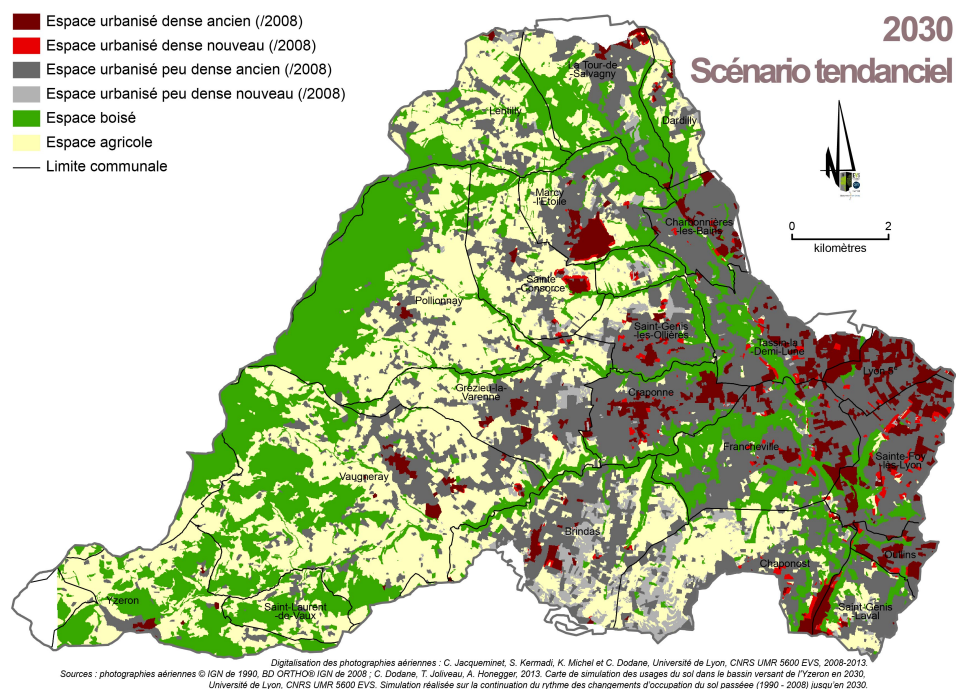 Espace urbanisé dense ancien (/2008)
Espace urbanisé dense nouveau (/2008)
Espace urbanisé peu dense ancien (/2008)
Espace urbanisé peu dense nouveau (/2008)
Espace boisé
Espace agricole
Limite communale
2030
Scénario tendanciel
0 2
kilomètres
La Tour-de
-Salvagny
Lentilly
Dardilly
Marcy
-l'Etoile
Charbonnières
-les-Bains
Sainte
-Consorce
Pollionnay
Saint-Genis
-les-Ollières
Tassin-la
-Demi-Lune
Lyon 5°
Grézieu-la-
Varenne
Craponne
Francheville
Sainte-Foy
-lès-Lyon
Vaugneray
Brindas
Oullins
Chaponost
Yzeron
Saint-Laurent
-de-Vaux
Saint-Genis
-Laval
Digitalisation des photographies aériennes : C. Jacqueminet, S. Kermadi, K. Michel et C. Dodane, Université de Lyon, CNRS UMR 5600 EVS, 2008-2013.
Sources : photographies aériennes © IGN de 1990, BD ORTHO® IGN de 2008 ; C. Dodane, T. Joliveau, A. Honegger, 2013. Carte de simulation des usages du sol dans le bassin versant de l'Yzeron en 2030,
Université de Lyon, CNRS UMR 5600 EVS. Simulation réalisée sur la continuation du rythme des changements d'occupation du sol passéee (1990 - 2008) jusqu'en 2030.